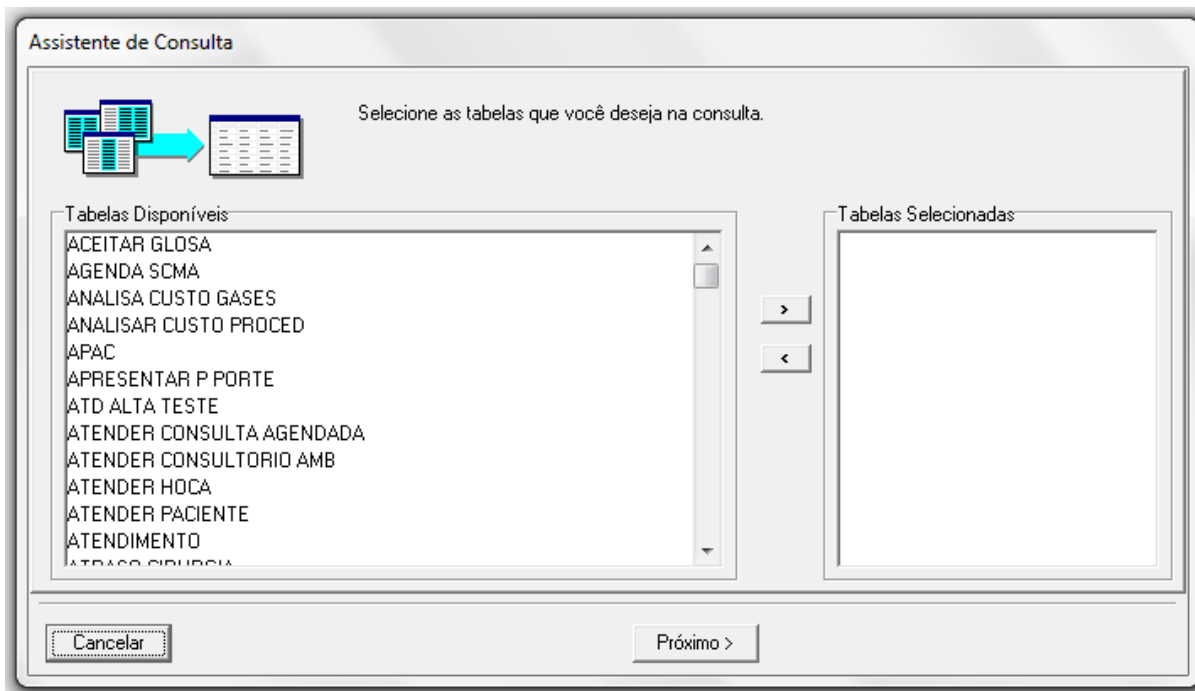 Assistente de Consulta
Selecione as tabelas que você deseja na consulta.
Tabelas Disponíveis
ACEITAR GLOSA
AGENDA SCMA
ANALISA CUSTO GASES
ANALISAR CUSTO PROCED
APAC
APRESENTAR P PORTE
ATD ALTA TESTE
ATENDER CONSULTA AGENDADA
ATENDER CONSULTORIO AMB
ATENDER HOCA
ATENDER PACIENTE
ATENDIMENTO
ATRASO CIRURGIA
Tabelas Selecionadas
>
<
Cancelar
Próximo >